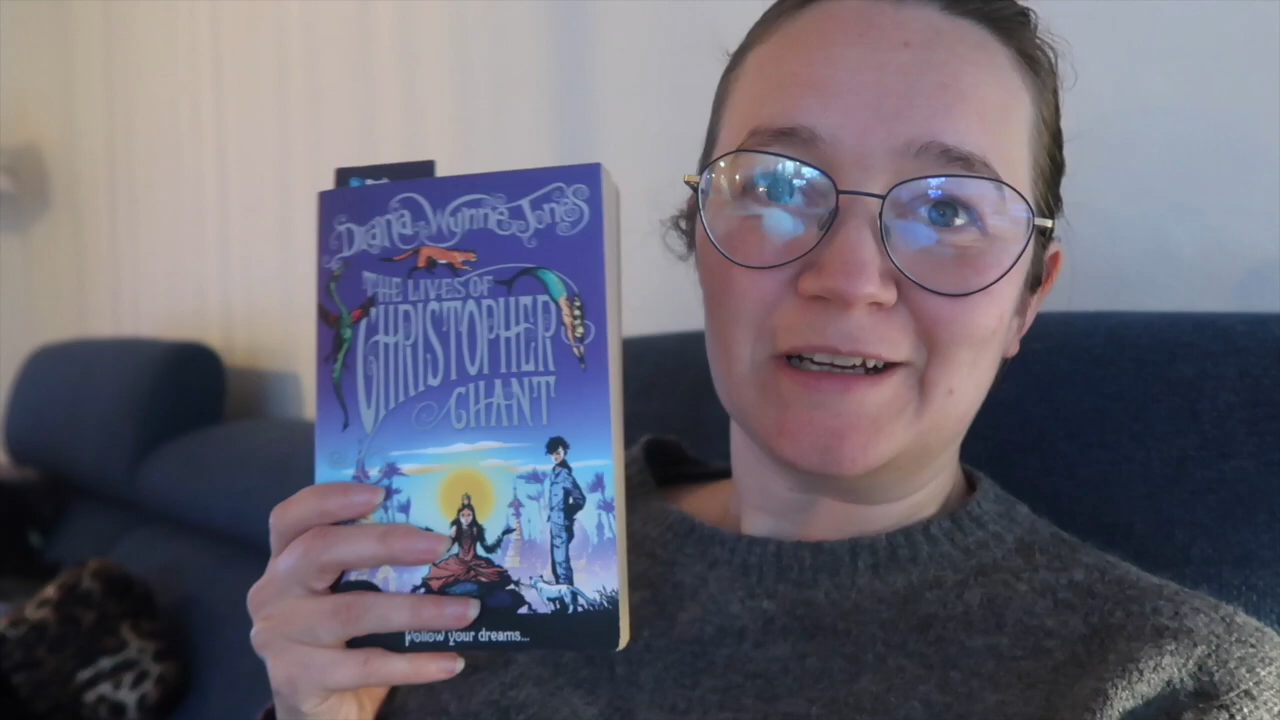 Diana Wynne Jones
THE LIVES OF
CHRISTOPHER
CHANT
Follow your dreams...